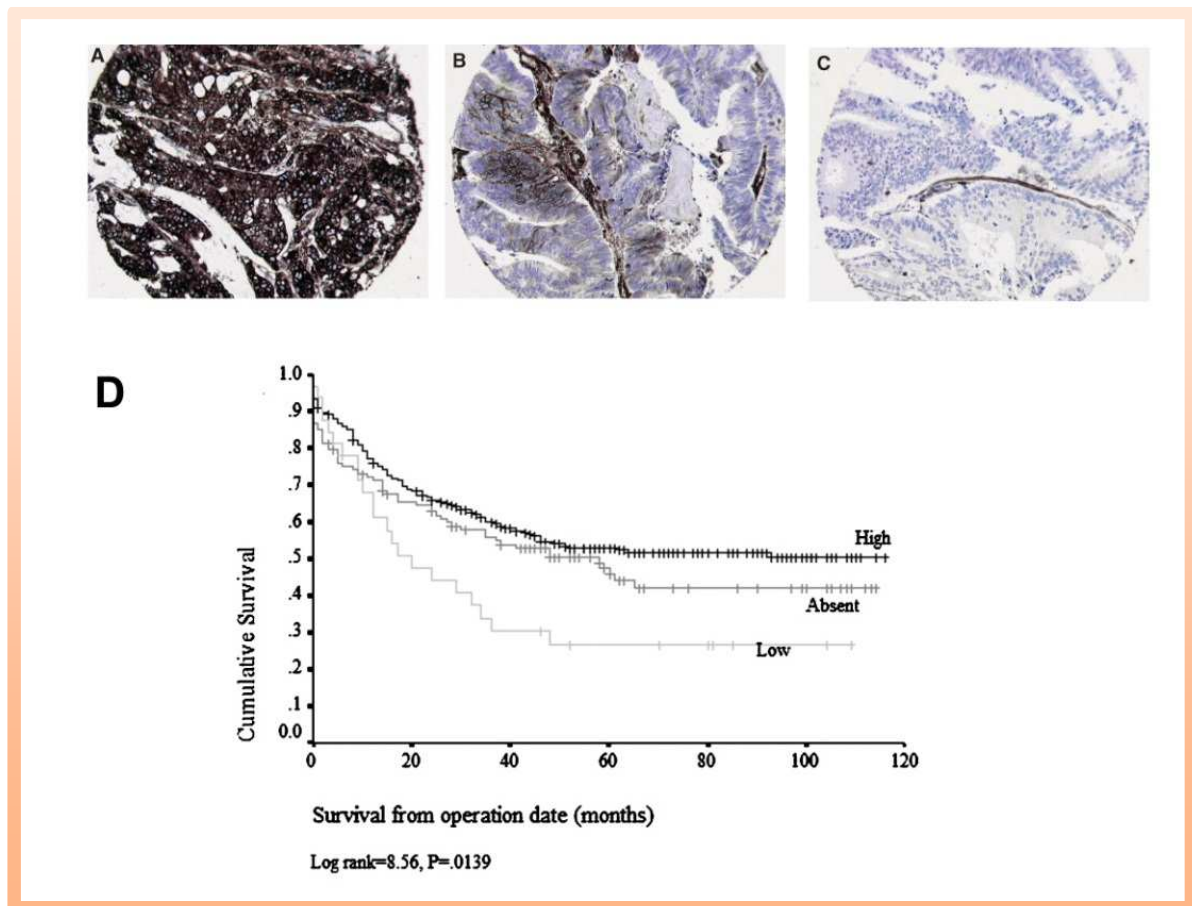 A
B
C
D
1.0
.9
.8
.7
.6
.5
.4
.3
.2
.1
0.0
Cumulative Survival
High
Absent
Low
0 20 40 60 80 100 120
Survival from operation date (months)
Log rank=8.56, P=.0139